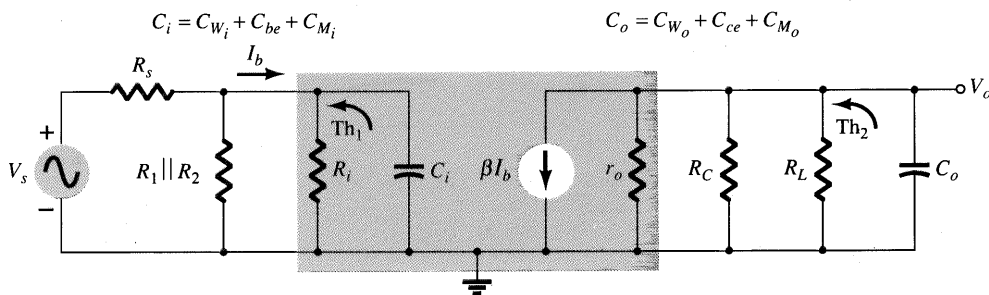 C_i = C_{W_i} + C_{be} + C_{M_i}
C_o = C_{W_o} + C_{ce} + C_{M_o}
I_b
R_s
V_o
Th_1
Th_2
+
V_s
−
R_1 || R_2
R_i
C_i
βI_b
r_o
R_C
R_L
C_o